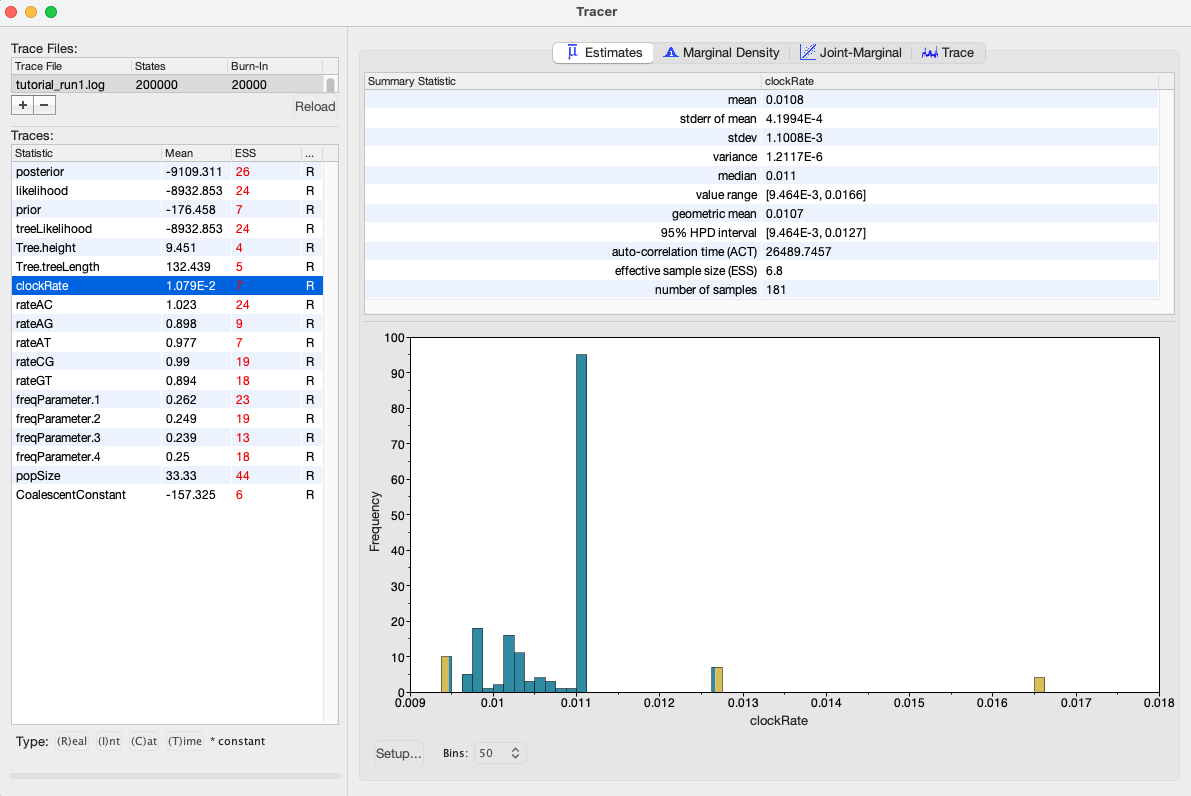 Tracer
Trace Files:
Trace File States Burn-In
tutorial_run1.log 200000 20000
+ − Reload
Traces:
Statistic Mean ESS ...
posterior -9109.311 26 R
likelihood -8932.853 24 R
prior -176.458 7 R
treeLikelihood -8932.853 24 R
Tree.height 9.451 4 R
Tree.treeLength 132.439 5 R
clockRate 1.079E-2 7 R
rateAC 1.023 24 R
rateAG 0.898 9 R
rateAT 0.977 7 R
rateCG 0.99 19 R
rateGT 0.894 18 R
freqParameter.1 0.262 23 R
freqParameter.2 0.249 19 R
freqParameter.3 0.239 13 R
freqParameter.4 0.25 18 R
popSize 33.33 44 R
CoalescentConstant -157.325 6 R
Type: (R)eal (I)nt (C)at (T)ime * constant
Estimates Marginal Density Joint-Marginal Trace
Summary Statistic clockRate
mean 0.0108
stderr of mean 4.1994E-4
stdev 1.1008E-3
variance 1.2117E-6
median 0.011
value range [9.464E-3, 0.0166]
geometric mean 0.0107
95% HPD interval [9.464E-3, 0.0127]
auto-correlation time (ACT) 26489.7457
effective sample size (ESS) 6.8
number of samples 181
100
90
80
70
60
50
40
30
20
10
0
Frequency
0.009 0.01 0.011 0.012 0.013 0.014 0.015 0.016 0.017 0.018
clockRate
Setup... Bins: 50